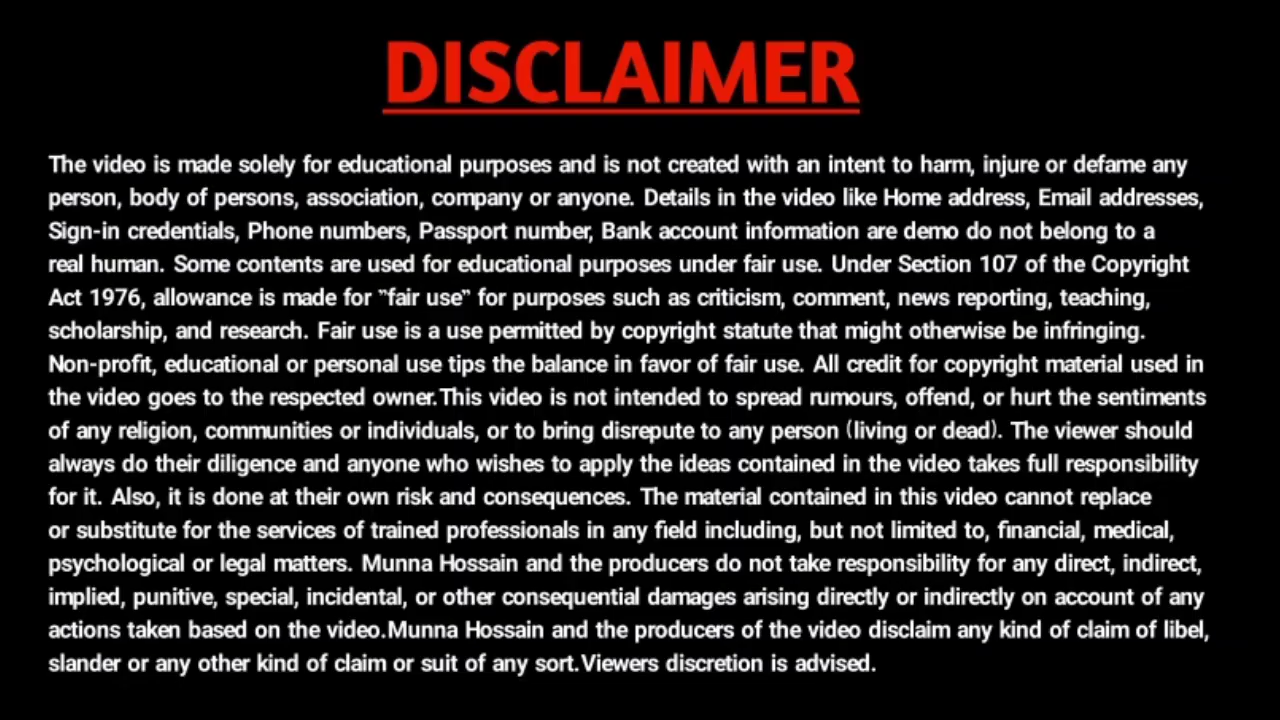 DISCLAIMER
The video is made solely for educational purposes and is not created with an intent to harm, injure or defame any
person, body of persons, association, company or anyone. Details in the video like Home address, Email addresses,
Sign-in credentials, Phone numbers, Passport number, Bank account information are demo do not belong to a
real human. Some contents are used for educational purposes under fair use. Under Section 107 of the Copyright
Act 1976, allowance is made for "fair use" for purposes such as criticism, comment, news reporting, teaching,
scholarship, and research. Fair use is a use permitted by copyright statute that might otherwise be infringing.
Non-profit, educational or personal use tips the balance in favor of fair use. All credit for copyright material used in
the video goes to the respected owner.This video is not intended to spread rumours, offend, or hurt the sentiments
of any religion, communities or individuals, or to bring disrepute to any person (living or dead). The viewer should
always do their diligence and anyone who wishes to apply the ideas contained in the video takes full responsibility
for it. Also, it is done at their own risk and consequences. The material contained in this video cannot replace
or substitute for the services of trained professionals in any field including, but not limited to, financial, medical,
psychological or legal matters. Munna Hossain and the producers do not take responsibility for any direct, indirect,
implied, punitive, special, incidental, or other consequential damages arising directly or indirectly on account of any
actions taken based on the video.Munna Hossain and the producers of the video disclaim any kind of claim of libel,
slander or any other kind of claim or suit of any sort.Viewers discretion is advised.